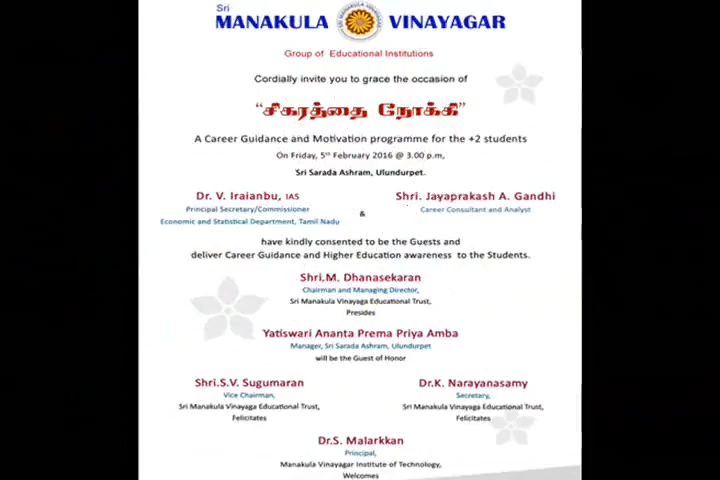 Sri
MANAKULA VINAYAGAR
Group of Educational Institutions
Cordially invite you to grace the occasion of
“சிகரத்தை நோக்கி”
A Career Guidance and Motivation programme for the +2 students
On Friday, 5th February 2016 @ 3.00 p.m,
Sri Sarada Ashram, Ulundurpet.
Dr. V. Iraianbu, IAS
Principal Secretary/Commissioner
Economic and Statistical Department, Tamil Nadu
&
Shri. Jayaprakash A. Gandhi
Career Consultant and Analyst
have kindly consented to be the Guests and
deliver Career Guidance and Higher Education awareness to the Students.
Shri.M. Dhanasekaran
Chairman and Managing Director,
Sri Manakula Vinayaga Educational Trust,
Presides
Yatiswari Ananta Prema Priya Amba
Manager, Sri Sarada Ashram, Ulundurpet
will be the Guest of Honor
Shri.S.V. Sugumaran
Vice Chairman,
Sri Manakula Vinayaga Educational Trust,
Felicitates
Dr.K. Narayanasamy
Secretary,
Sri Manakula Vinayaga Educational Trust,
Felicitates
Dr.S. Malarkkan
Principal,
Manakula Vinayagar Institute of Technology,
Welcomes